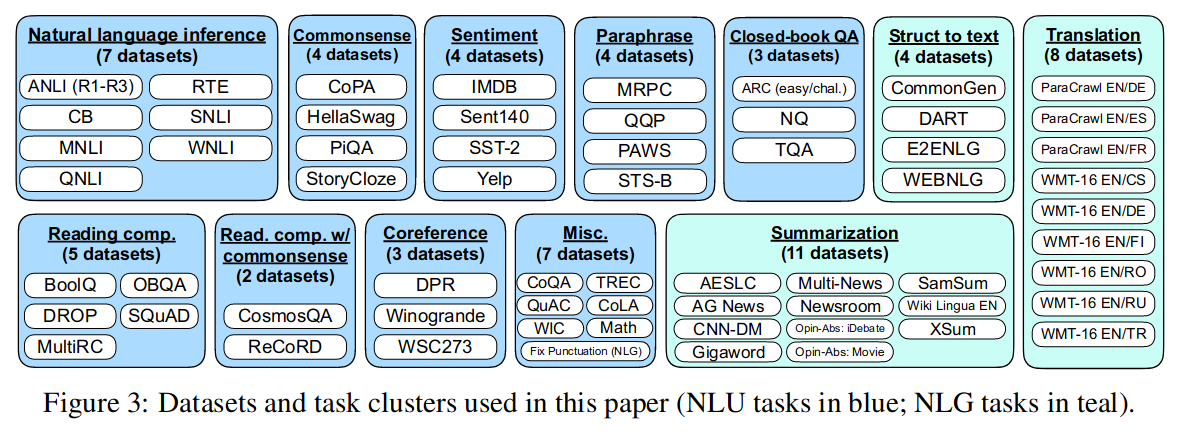 Natural language inference
(7 datasets)
ANLI (R1-R3)
RTE
CB
SNLI
MNLI
WNLI
QNLI
Commonsense
(4 datasets)
CoPA
HellaSwag
PiQA
StoryCloze
Sentiment
(4 datasets)
IMDB
Sent140
SST-2
Yelp
Paraphrase
(4 datasets)
MRPC
QQP
PAWS
STS-B
Closed-book QA
(3 datasets)
ARC (easy/chal.)
NQ
TQA
Struct to text
(4 datasets)
CommonGen
DART
E2ENLG
WEBNLG
Translation
(8 datasets)
ParaCrawl EN/DE
ParaCrawl EN/ES
ParaCrawl EN/FR
WMT-16 EN/CS
WMT-16 EN/DE
WMT-16 EN/FI
WMT-16 EN/RO
WMT-16 EN/RU
WMT-16 EN/TR
Reading comp.
(5 datasets)
BoolQ
OBQA
DROP
SQuAD
MultiRC
Read. comp. w/
commonsense
(2 datasets)
CosmosQA
ReCoRD
Coreference
(3 datasets)
DPR
Winogrande
WSC273
Misc.
(7 datasets)
CoQA
TREC
QuAC
CoLA
WIC
Math
Fix Punctuation (NLG)
Summarization
(11 datasets)
AESLC
Multi-News
SamSum
AG News
Newsroom
Wiki Lingua EN
CNN-DM
Opin-Abs: iDebate
XSum
Gigaword
Opin-Abs: Movie
Figure 3: Datasets and task clusters used in this paper (NLU tasks in blue; NLG tasks in teal).